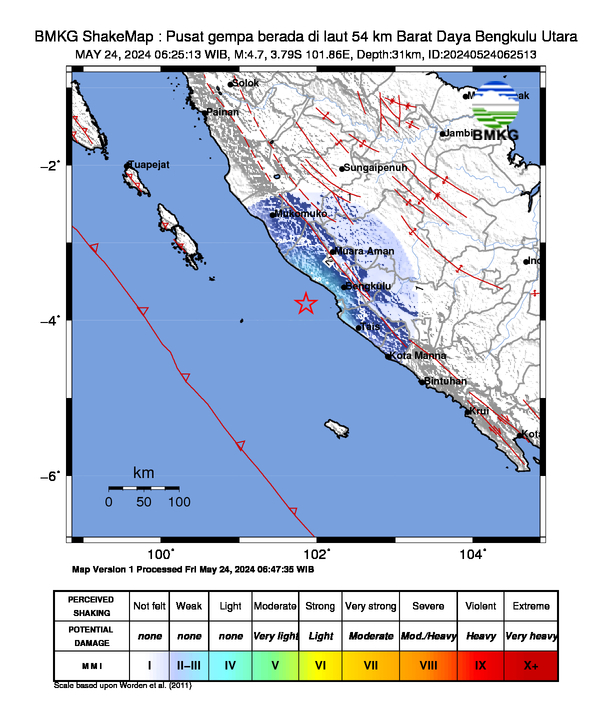 BMKG ShakeMap : Pusat gempa berada di laut 54 km Barat Daya Bengkulu Utara
MAY 24, 2024 06:25:13 WIB, M:4.7, 3.79S 101.86E, Depth:31km, ID:20240524062513
Solok
Painan
Jambi
BMKG
−2°
Tuapejat
Sungaipenuh
Mukomuko
Muara Aman
Bengkulu
−4°
Tais
Kota Manna
Bintuhan
Krui
Kota
−6°
km
0 50 100
100° 102° 104°
Map Version 1 Processed Fri May 24, 2024 06:47:35 WIB
PERCEIVED SHAKING Not felt Weak Light Moderate Strong Very strong Severe Violent Extreme
POTENTIAL DAMAGE none none none Very light Light Moderate Mod./Heavy Heavy Very heavy
MMI I II–III IV V VI VII VIII IX X+
Scale based upon Worden et al. (2011)